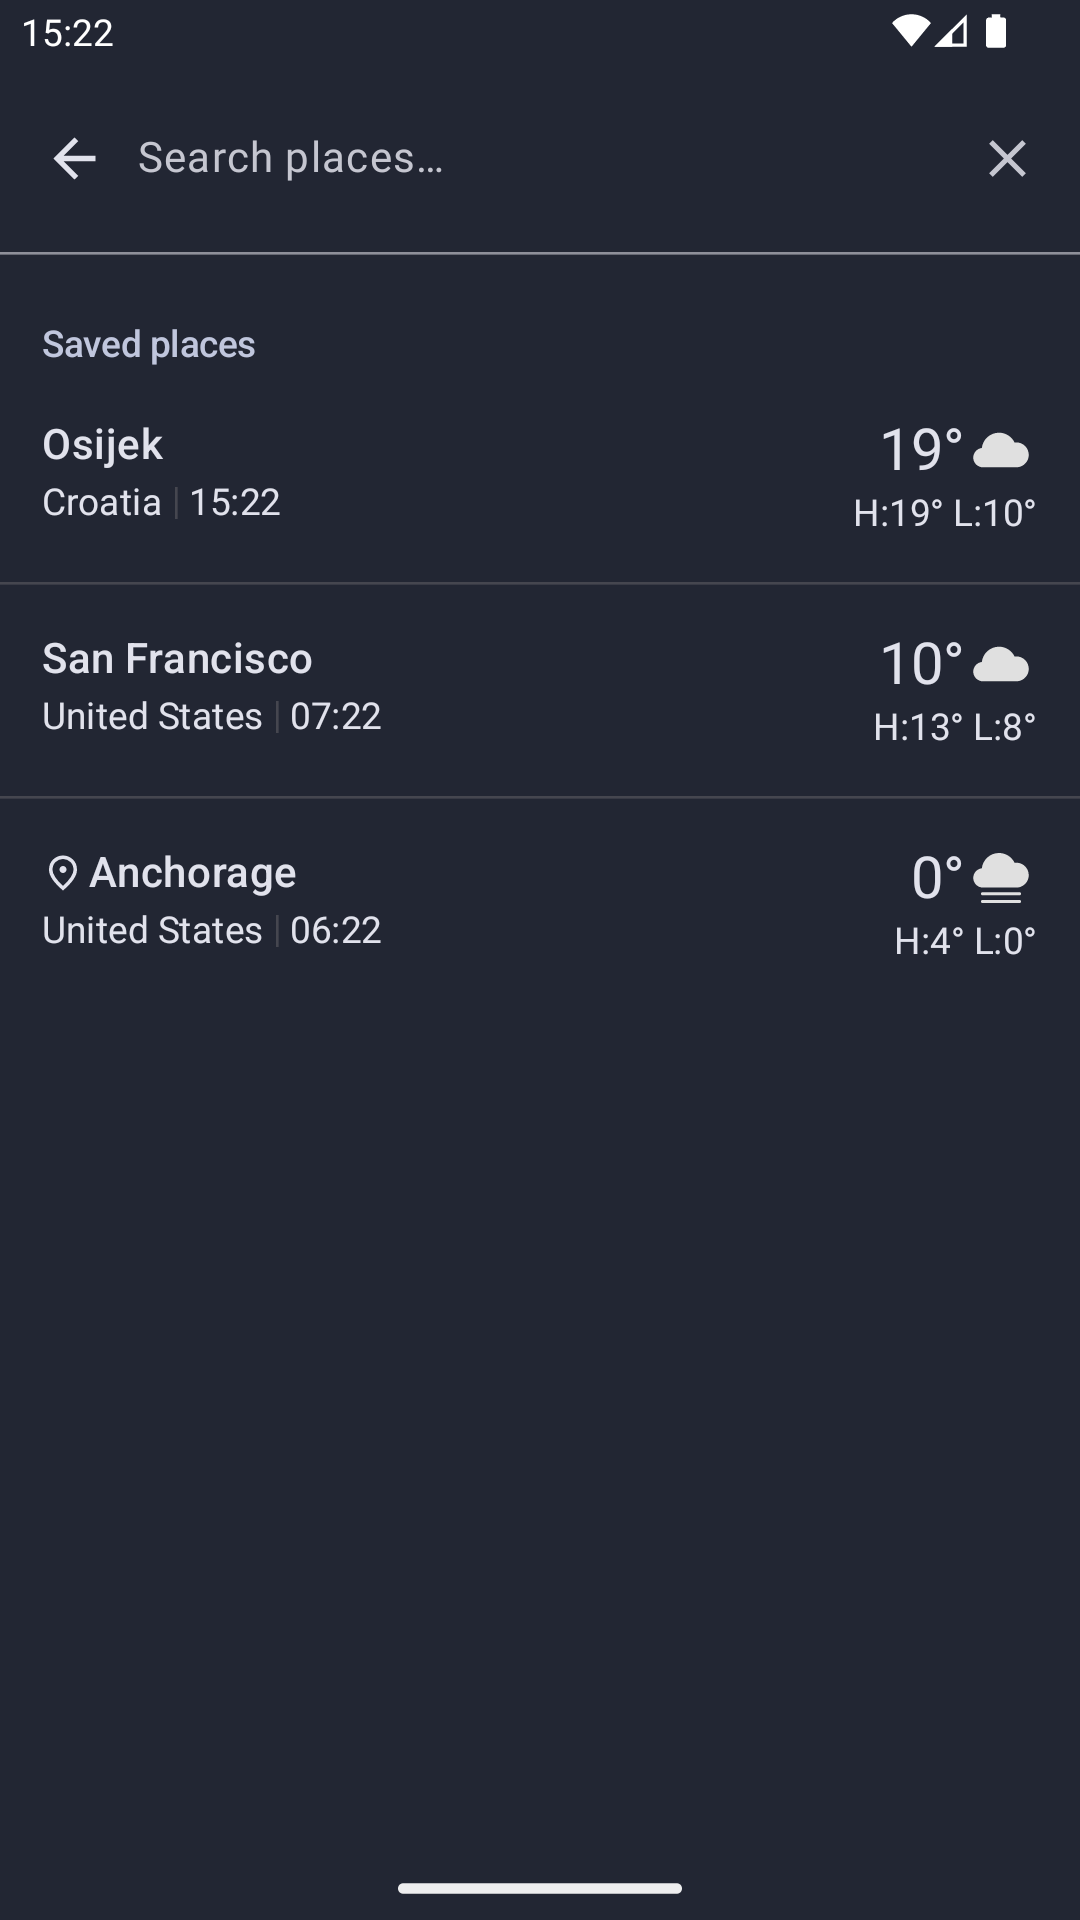 15:22
Search places…
Saved places
Osijek
19°
Croatia | 15:22
H:19° L:10°
San Francisco
10°
United States | 07:22
H:13° L:8°
Anchorage
0°
United States | 06:22
H:4° L:0°